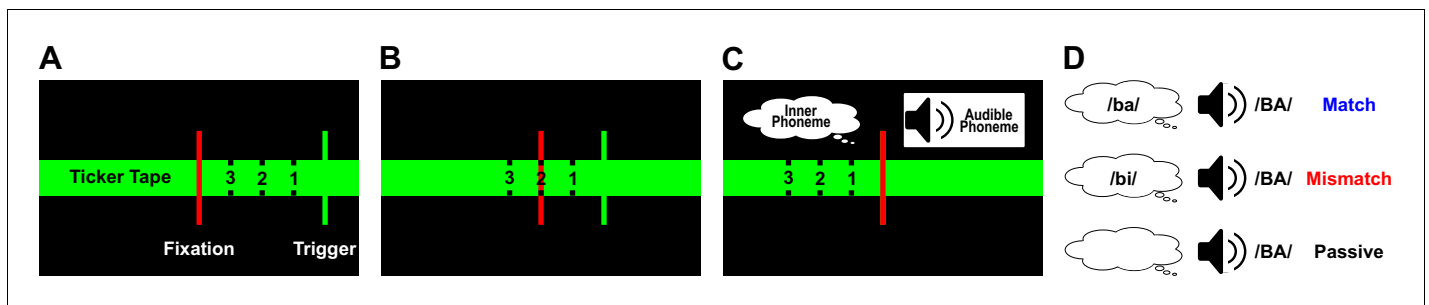 A
Ticker Tape 3 2 1
Fixation Trigger
B
3 2 1
C
Inner
Phoneme
Audible
Phoneme
3 2 1
D
/ba/ /BA/ Match
/bi/ /BA/ Mismatch
/BA/ Passive